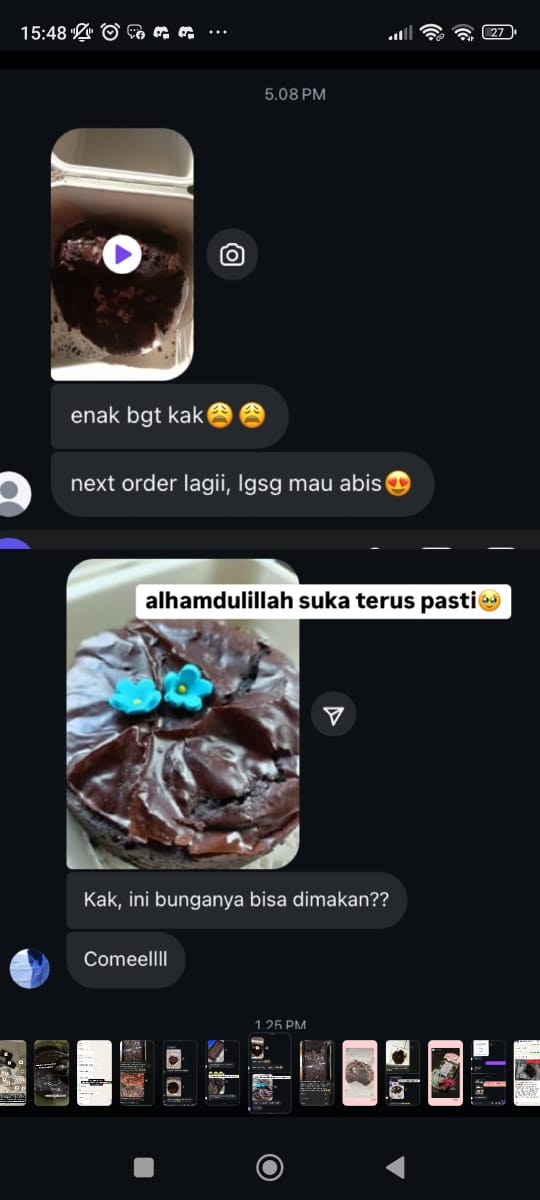 15:48
27
5.08 PM
enak bgt kak😩😩
next order lagii, lgsg mau abis😍
alhamdulillah suka terus pasti🥹
Kak, ini bunganya bisa dimakan??
Comeellll
1.25 PM